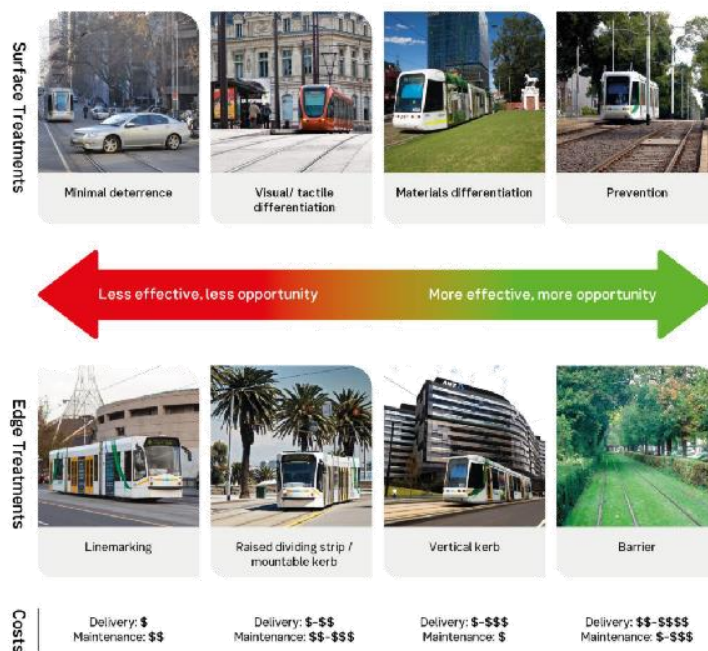 Surface Treatments
Minimal deterrence
Visual/ tactile
differentiation
Materials differentiation
Prevention
Less effective, less opportunity
More effective, more opportunity
Edge Treatments
Linemarking
Raised dividing strip /
mountable kerb
Vertical kerb
Barrier
Costs
Delivery: $
Maintenance: $$
Delivery: $-$$
Maintenance: $$-$$$
Delivery: $-$$$
Maintenance: $
Delivery: $$-$$$$
Maintenance: $-$$$